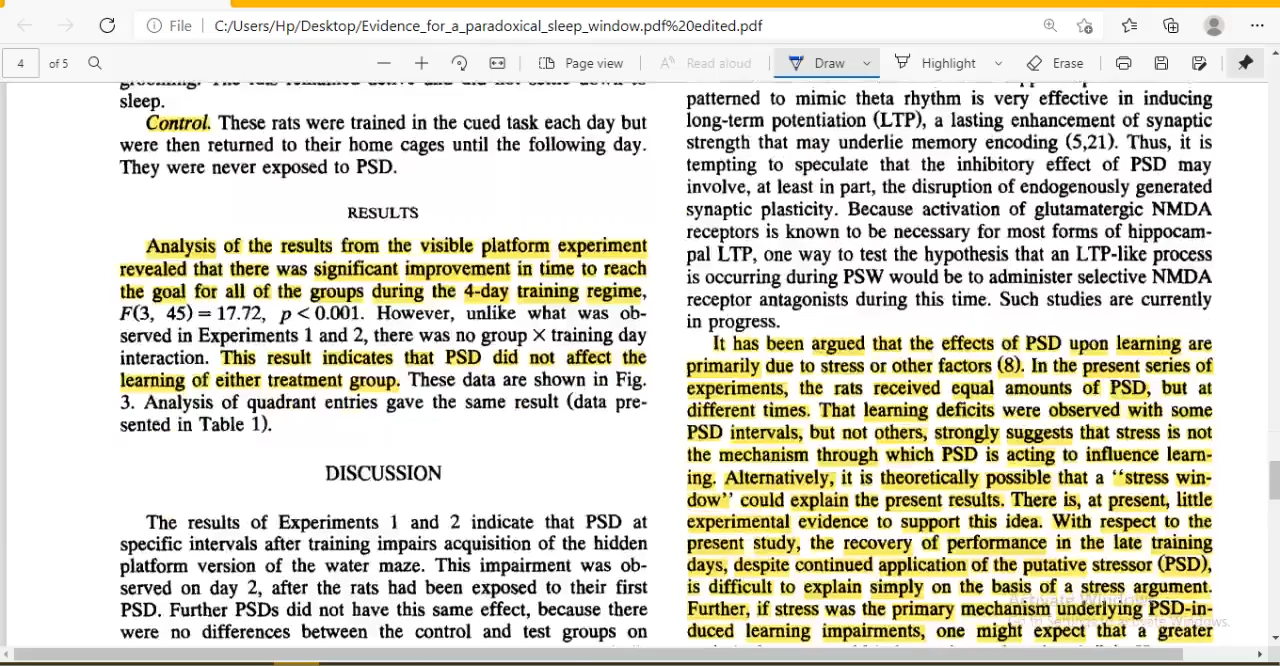 File C:/Users/Hp/Desktop/Evidence_for_a_paradoxical_sleep_window.pdf%20edited.pdf
4 of 5 Page view Read aloud Draw Highlight Erase
sleep.
Control. These rats were trained in the cued task each day but
were then returned to their home cages until the following day.
They were never exposed to PSD.
RESULTS
Analysis of the results from the visible platform experiment
revealed that there was significant improvement in time to reach
the goal for all of the groups during the 4-day training regime,
F(3, 45) = 17.72, p < 0.001. However, unlike what was ob-
served in Experiments 1 and 2, there was no group × training day
interaction. This result indicates that PSD did not affect the
learning of either treatment group. These data are shown in Fig.
3. Analysis of quadrant entries gave the same result (data pre-
sented in Table 1).
DISCUSSION
The results of Experiments 1 and 2 indicate that PSD at
specific intervals after training impairs acquisition of the hidden
platform version of the water maze. This impairment was ob-
served on day 2, after the rats had been exposed to their first
PSD. Further PSDs did not have this same effect, because there
were no differences between the control and test groups on
patterned to mimic theta rhythm is very effective in inducing
long-term potentiation (LTP), a lasting enhancement of synaptic
strength that may underlie memory encoding (5,21). Thus, it is
tempting to speculate that the inhibitory effect of PSD may
involve, at least in part, the disruption of endogenously generated
synaptic plasticity. Because activation of glutamatergic NMDA
receptors is known to be necessary for most forms of hippocam-
pal LTP, one way to test the hypothesis that an LTP-like process
is occurring during PSW would be to administer selective NMDA
receptor antagonists during this time. Such studies are currently
in progress.
It has been argued that the effects of PSD upon learning are
primarily due to stress or other factors (8). In the present series of
experiments, the rats received equal amounts of PSD, but at
different times. That learning deficits were observed with some
PSD intervals, but not others, strongly suggests that stress is not
the mechanism through which PSD is acting to influence learn-
ing. Alternatively, it is theoretically possible that a “stress win-
dow” could explain the present results. There is, at present, little
experimental evidence to support this idea. With respect to the
present study, the recovery of performance in the late training
days, despite continued application of the putative stressor (PSD),
is difficult to explain simply on the basis of a stress argument.
Further, if stress was the primary mechanism underlying PSD-in-
duced learning impairments, one might expect that a greater
Activate Windows
Go to Settings to activate Windows.